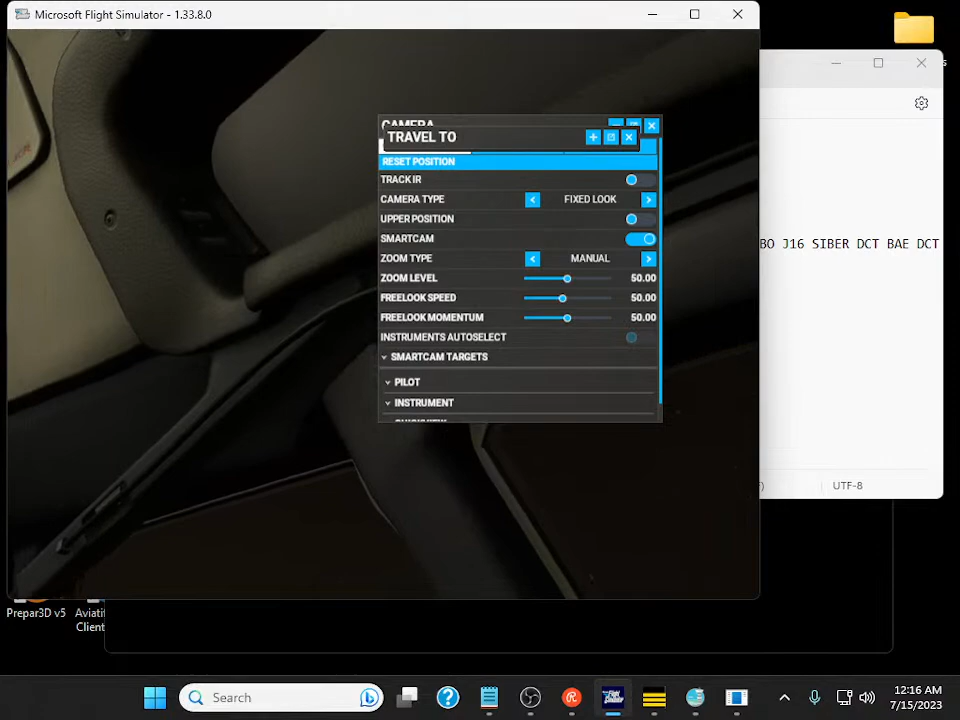 Microsoft Flight Simulator - 1.33.8.0
CAMERA
TRAVEL TO
RESET POSITION
TRACK IR
CAMERA TYPE FIXED LOOK
UPPER POSITION
SMARTCAM
ZOOM TYPE MANUAL
ZOOM LEVEL 50.00
FREELOOK SPEED 50.00
FREELOOK MOMENTUM 50.00
INSTRUMENTS AUTOSELECT
SMARTCAM TARGETS
PILOT
INSTRUMENT
BO J16 SIBER DCT BAE DCT
UTF-8
Prepar3D v5
Aviati
Client
Search
12:16 AM
7/15/2023